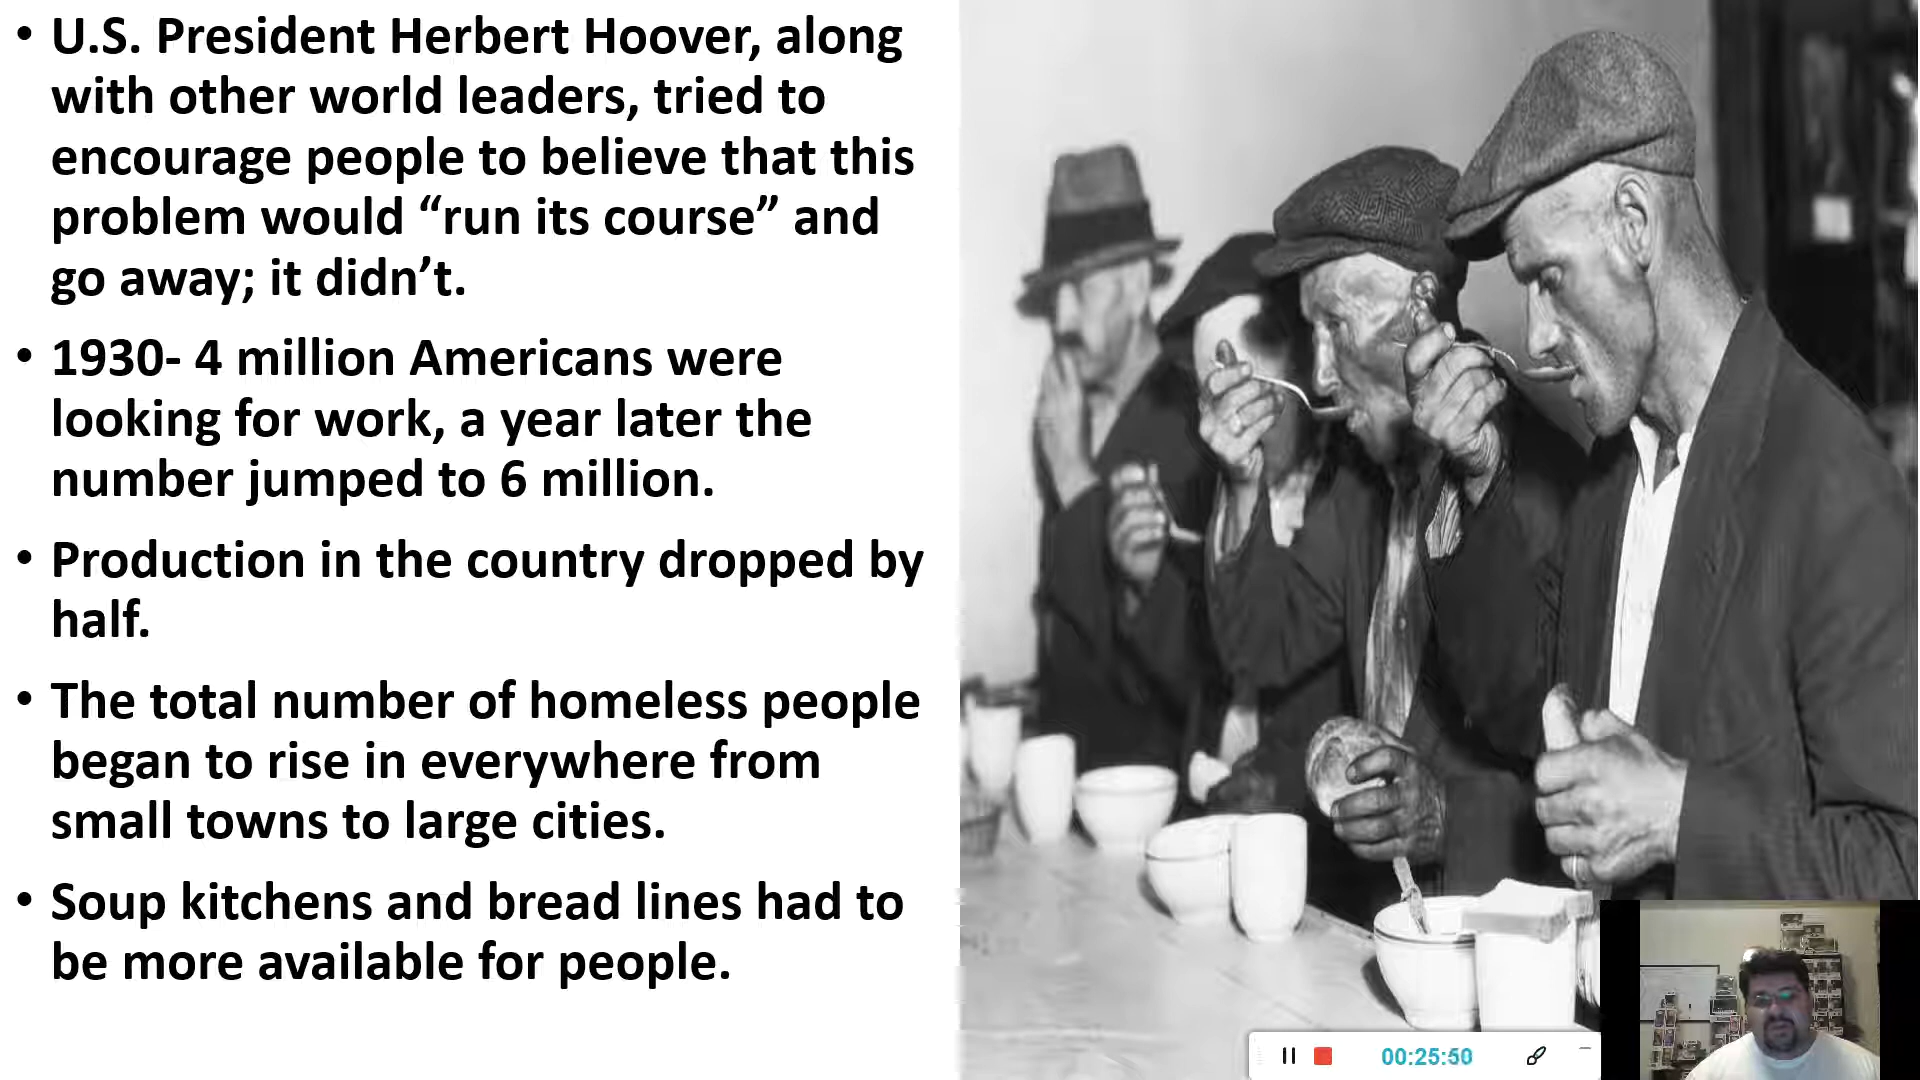 • U.S. President Herbert Hoover, along
with other world leaders, tried to
encourage people to believe that this
problem would “run its course” and
go away; it didn’t.
• 1930- 4 million Americans were
looking for work, a year later the
number jumped to 6 million.
• Production in the country dropped by
half.
• The total number of homeless people
began to rise in everywhere from
small towns to large cities.
• Soup kitchens and bread lines had to
be more available for people.
00:25:50